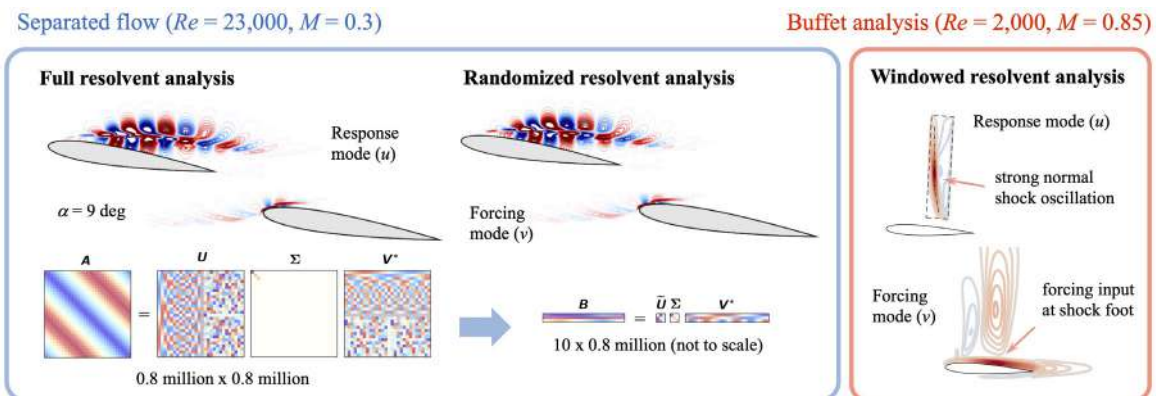 Separated flow (Re = 23,000, M = 0.3)
Buffet analysis (Re = 2,000, M = 0.85)
Full resolvent analysis
Response
mode (u)
α = 9 deg
A
=
U
Σ
V*
0.8 million x 0.8 million
Randomized resolvent analysis
Forcing
mode (v)
B
=
Ũ Σ
V*
10 x 0.8 million (not to scale)
Windowed resolvent analysis
Response mode (u)
strong normal
shock oscillation
Forcing
mode (v)
forcing input
at shock foot